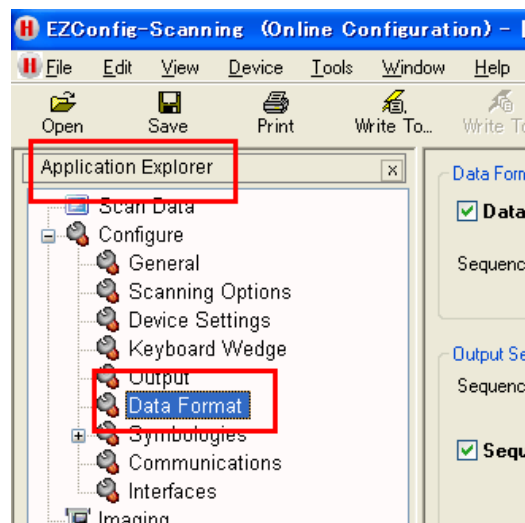 EZConfig-Scanning (Online Configuration) - [
File Edit View Device Tools Window Help
Open Save Print Write To... Write To
Application Explorer
Data Form
Scan Data
Data
Configure
General
Sequenc
Scanning Options
Device Settings
Keyboard Wedge
Output Se
Output
Sequenc
Data Format
Symbologies
Sequ
Communications
Interfaces
Imaging